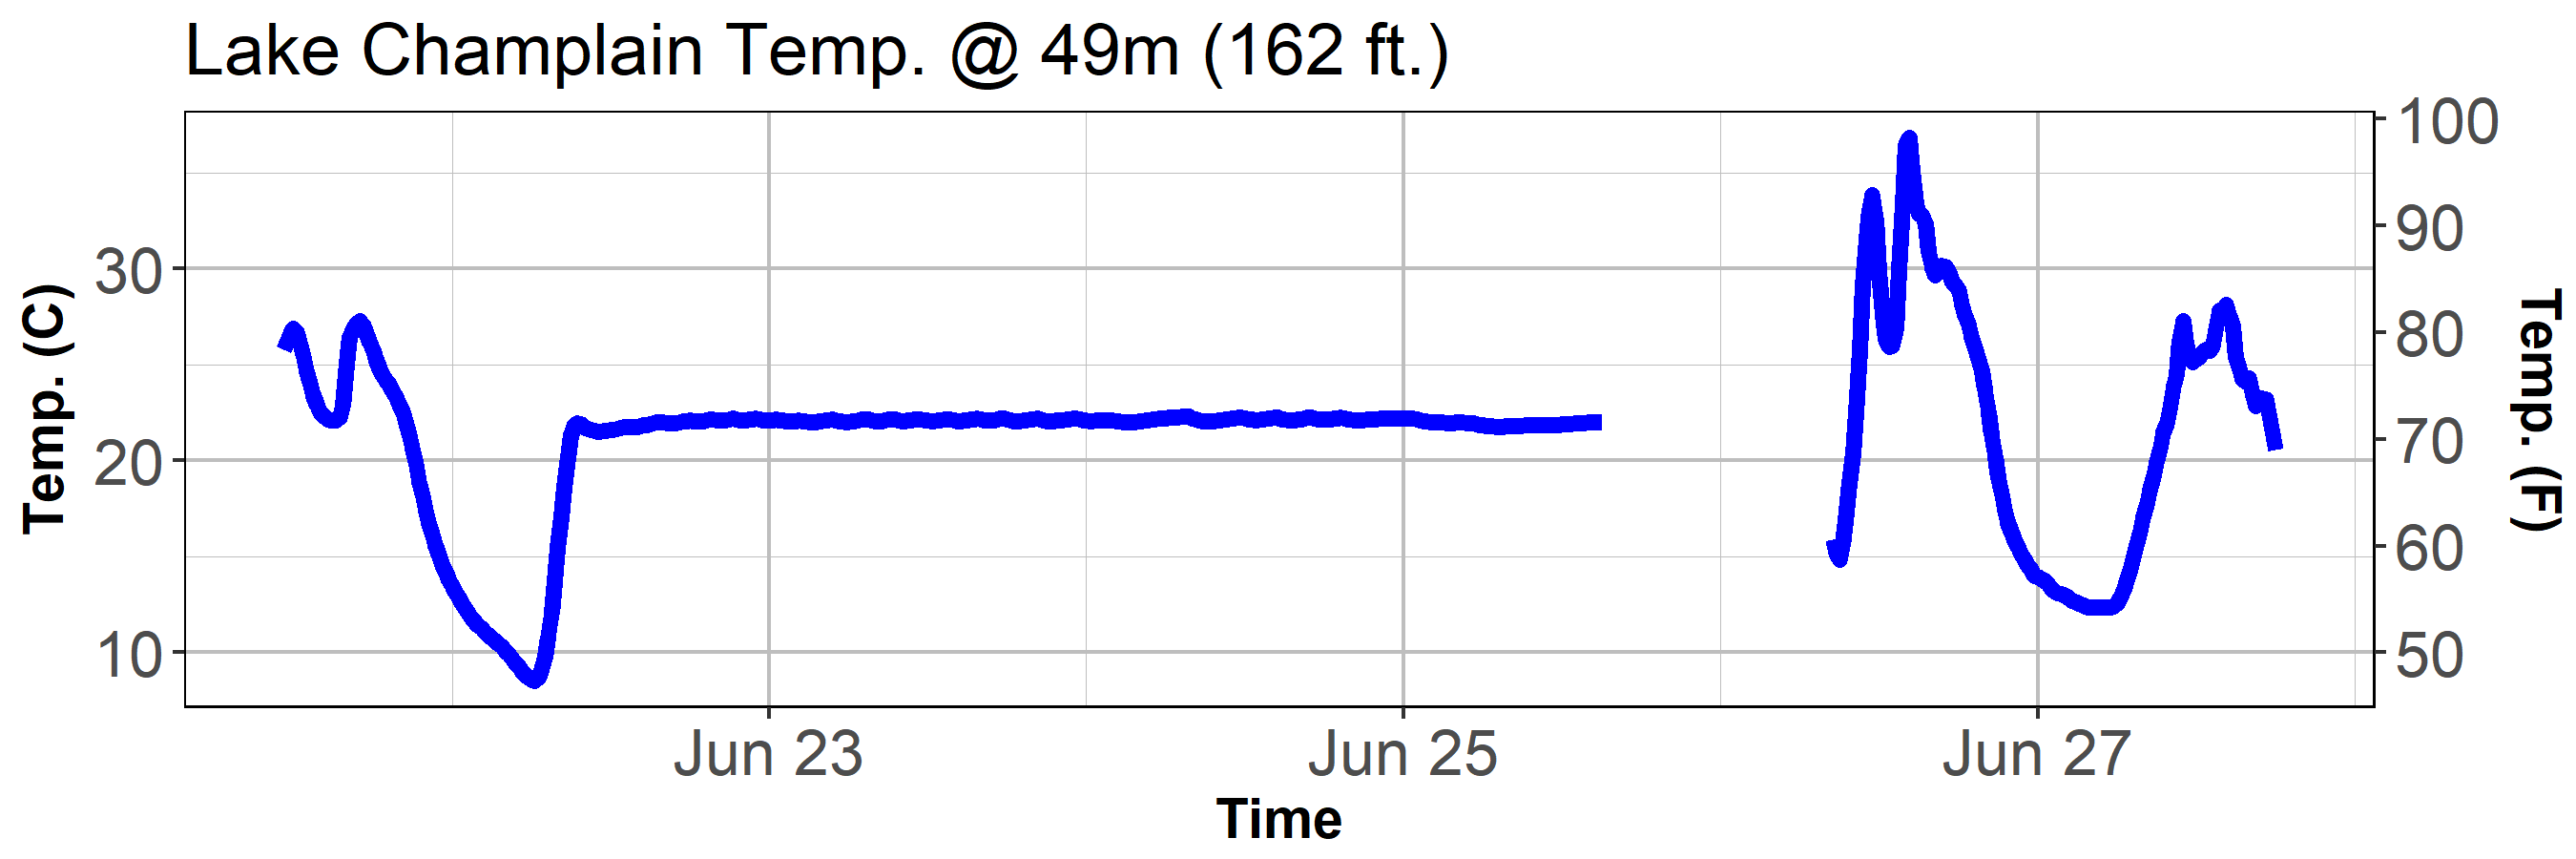 Lake Champlain Temp. @ 49m (162 ft.)
Temp. (C)
30
20
10
100
90
80
70
60
50
Temp. (F)
Jun 23
Jun 25
Jun 27
Time